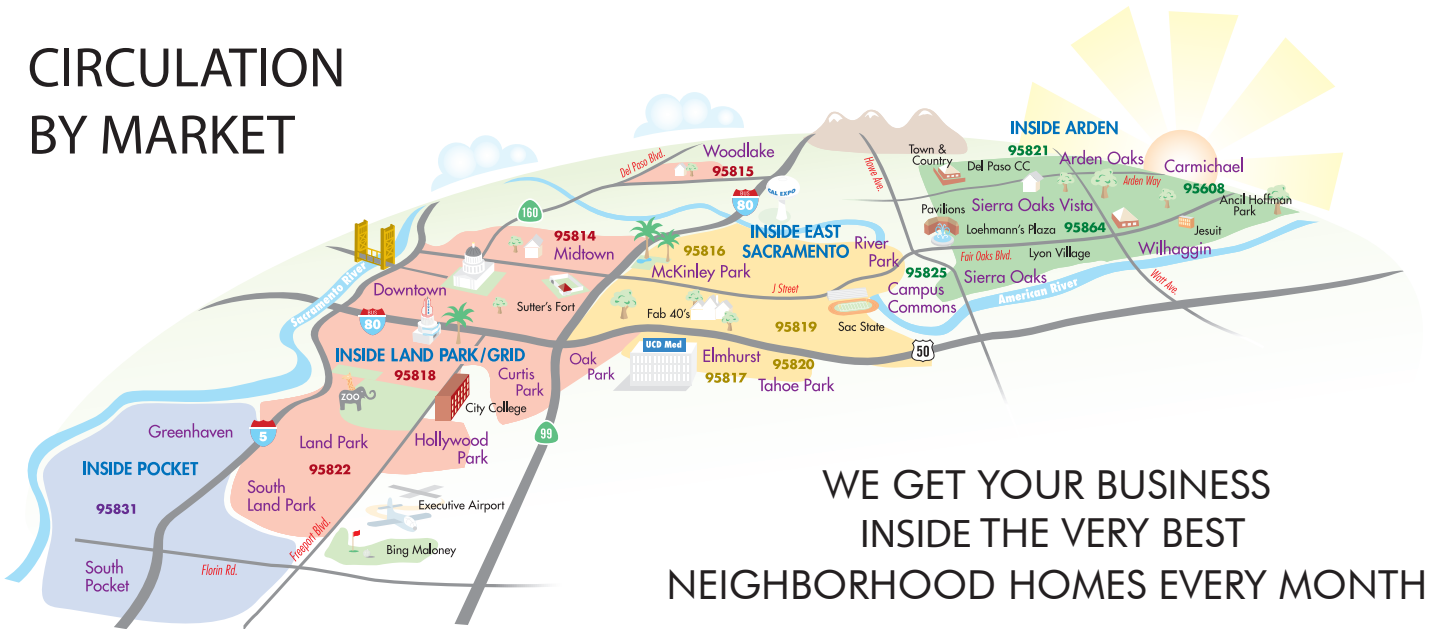 CIRCULATION
BY MARKET
INSIDE ARDEN
Town &
Country
95821
Del Paso CC
Arden Oaks
Carmichael
Arden Way
95608
Ancil Hoffman
Park
Howe Ave.
Pavilions
Sierra Oaks Vista
Loehmann's Plaza
95864
Jesuit
Fair Oaks Blvd.
Lyon Village
Wilhaggin
95825
Campus
Commons
Sierra Oaks
American River
Watt Ave.
Del Paso Blvd.
Woodlake
95815
160
80
CAL EXPO
INSIDE EAST
SACRAMENTO
River
Park
95814
Midtown
95816
McKinley Park
J Street
Sacramento River
Downtown
Sutter's Fort
Fab 40's
95819
Sac State
80
50
INSIDE LAND PARK/GRID
95818
Curtis
Park
Oak
Park
UCD Med
Elmhurst
95817
95820
Tahoe Park
ZOO
City College
Greenhaven
5
Land Park
Hollywood
Park
99
INSIDE POCKET
95822
95831
South
Land Park
Executive Airport
Freeport Blvd.
Bing Maloney
South
Pocket
Florin Rd.
WE GET YOUR BUSINESS
INSIDE THE VERY BEST
NEIGHBORHOOD HOMES EVERY MONTH